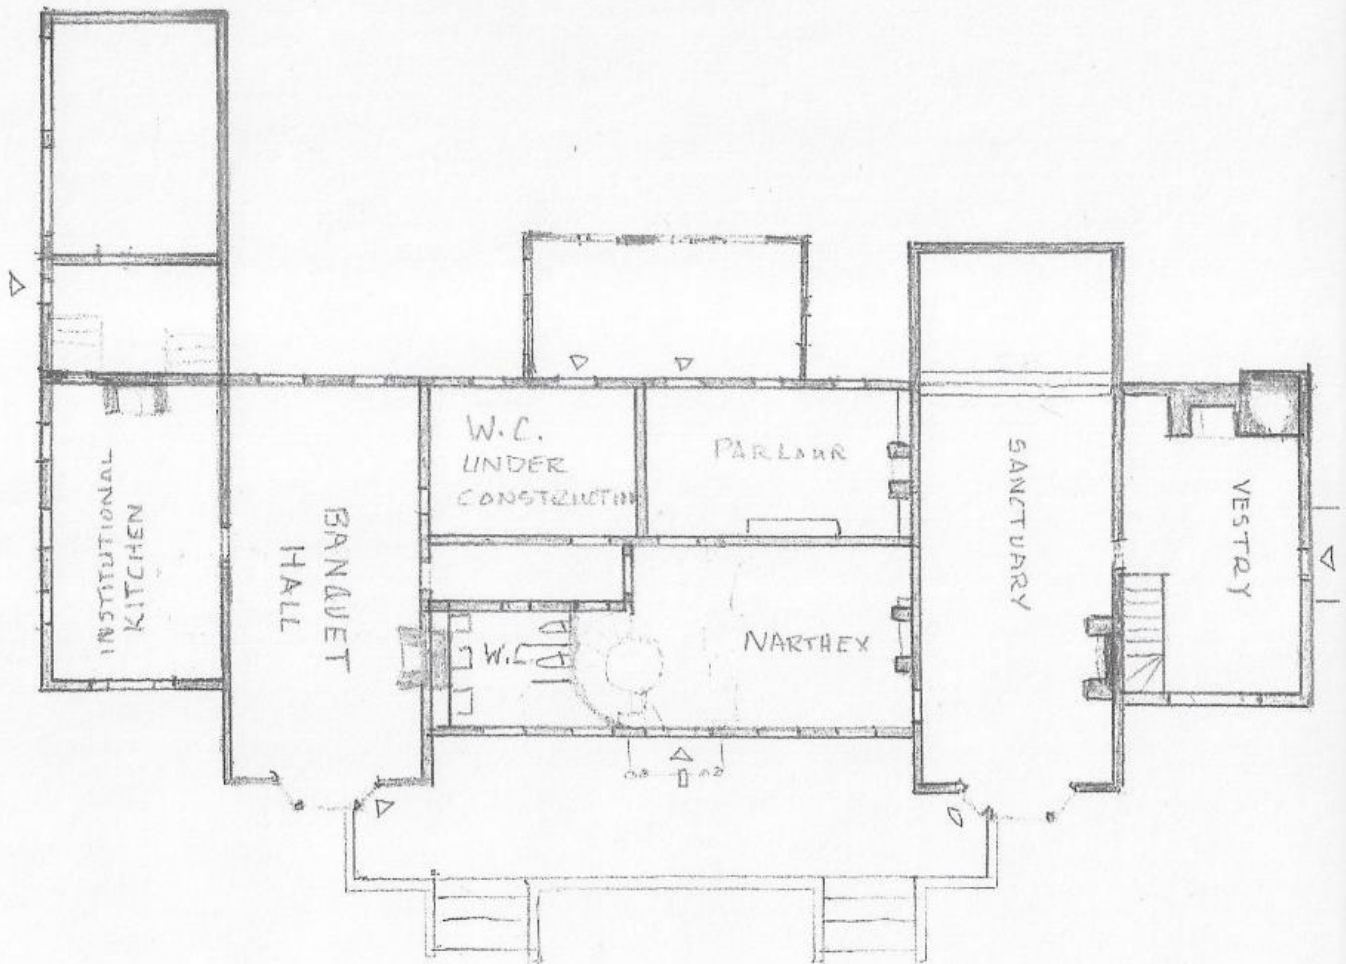 W.C.
UNDER
CONSTRUCTION
PARLOUR
SANCTUARY
VESTRY
INSTITUTIONAL
KITCHEN
BANQUET
HALL
W.C.
NARTHEX